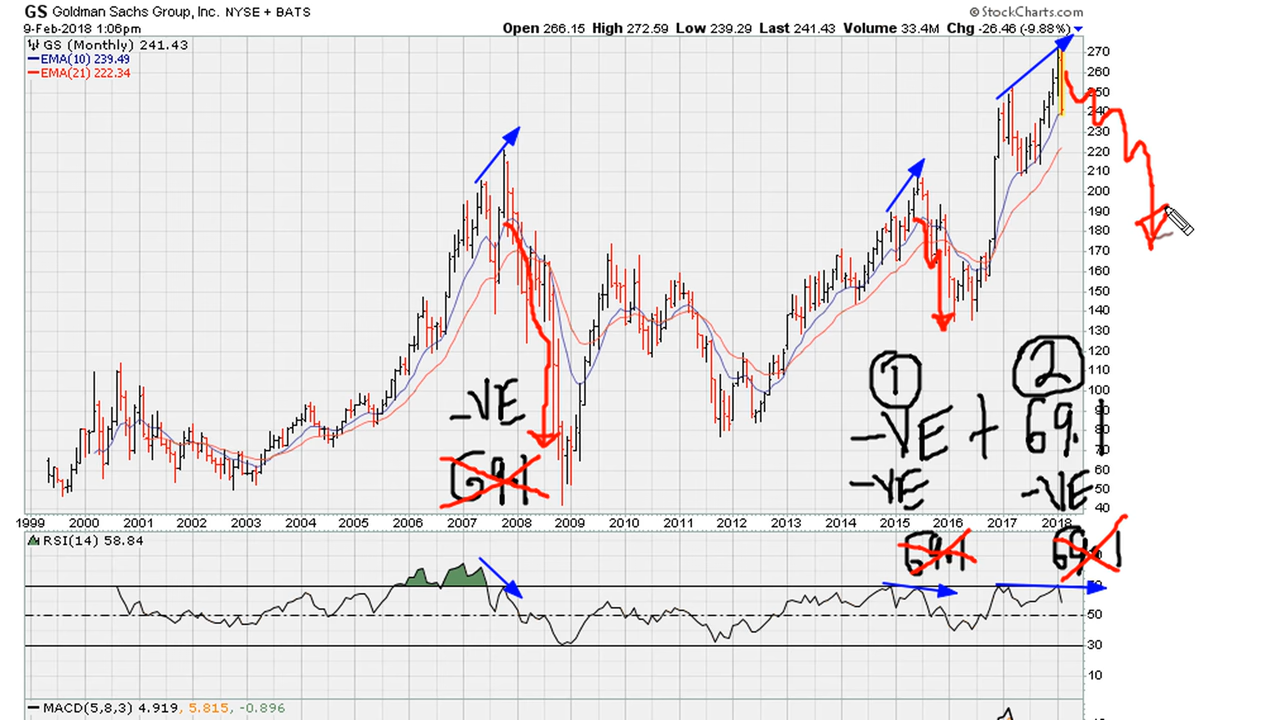 GS Goldman Sachs Group, Inc. NYSE + BATS
© StockCharts.com
9-Feb-2018 1:06pm
Open 266.15 High 272.59 Low 239.29 Last 241.43 Volume 33.4M Chg -26.46 (-9.88%)
GS (Monthly) 241.43
EMA(10) 239.49
EMA(21) 222.34
270
260
250
240
230
220
210
200
190
180
170
160
150
140
130
120
110
100
90
80
70
60
50
40
1
2
-VE + 69.1
-VE
69.1
-VE
-VE
1999 2000 2001 2002 2003 2004 2005 2006 2007 2008 2009 2010 2011 2012 2013 2014 2015 2016 2017 2018
69.1
69.1
RSI(14) 58.84
70
50
30
10
MACD(5,8,3) 4.919, 5.815, -0.896